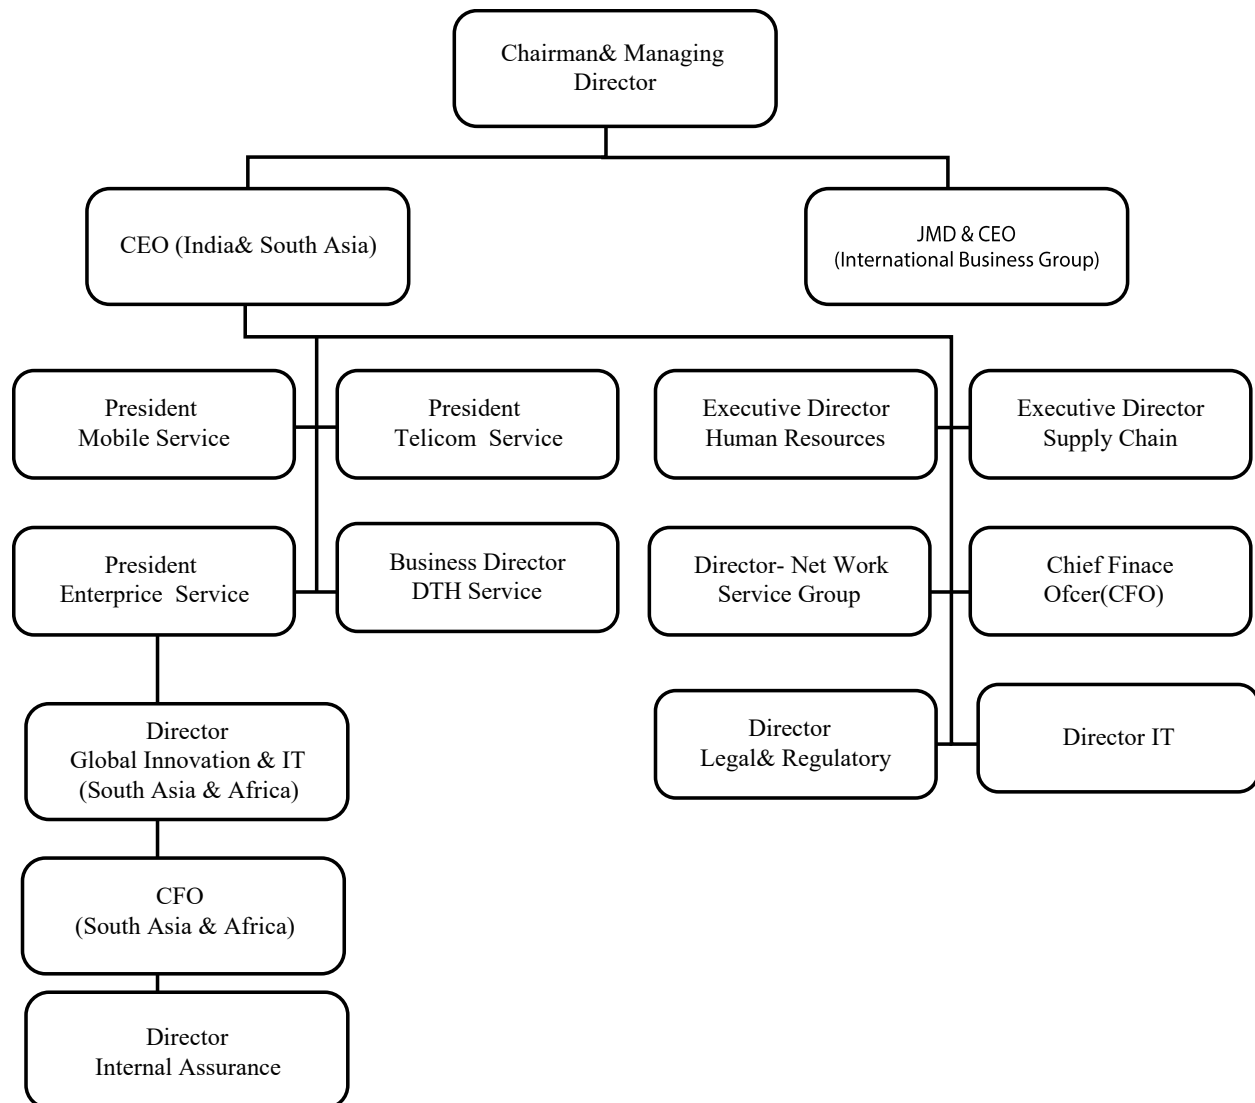 Chairman& Managing
Director
CEO (India& South Asia)
JMD & CEO
(International Business Group)
President
Mobile Service
President
Telicom Service
Executive Director
Human Resources
Executive Director
Supply Chain
President
Enterprice Service
Business Director
DTH Service
Director- Net Work
Service Group
Chief Finace
Ofcer(CFO)
Director
Global Innovation & IT
(South Asia & Africa)
Director
Legal& Regulatory
Director IT
CFO
(South Asia & Africa)
Director
Internal Assurance